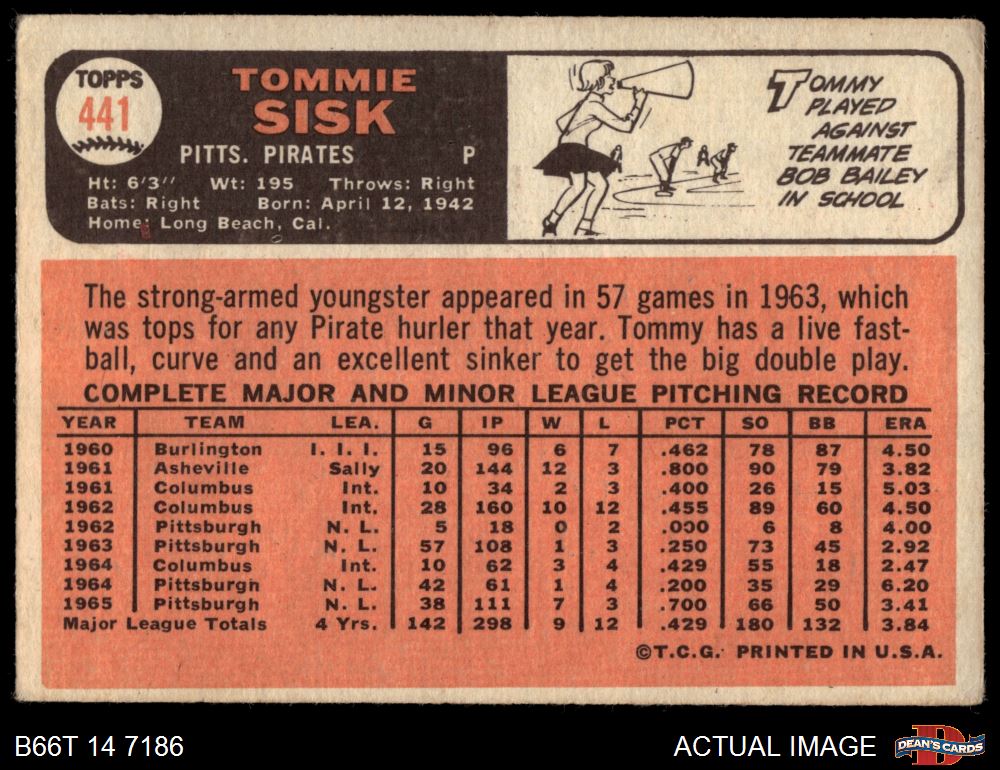 TOPPS
441
TOMMIE
SISK
PITTS. PIRATES P
Ht: 6'3'' Wt: 195 Throws: Right
Bats: Right Born: April 12, 1942
Home: Long Beach, Cal.
TOMMY
PLAYED
AGAINST
TEAMMATE
BOB BAILEY
IN SCHOOL
The strong-armed youngster appeared in 57 games in 1963, which
was tops for any Pirate hurler that year. Tommy has a live fast-
ball, curve and an excellent sinker to get the big double play.
COMPLETE MAJOR AND MINOR LEAGUE PITCHING RECORD
YEAR TEAM LEA. G IP W L PCT SO BB ERA
1960 Burlington I. I. I. 15 96 6 7 .462 78 87 4.50
1961 Asheville Sally 20 144 12 3 .800 90 79 3.82
1961 Columbus Int. 10 34 2 3 .400 26 15 5.03
1962 Columbus Int. 28 160 10 12 .455 89 60 4.50
1962 Pittsburgh N. L. 5 18 0 2 .000 6 8 4.00
1963 Pittsburgh N. L. 57 108 1 3 .250 73 45 2.92
1964 Columbus Int. 10 62 3 4 .429 55 18 2.47
1964 Pittsburgh N. L. 42 61 1 4 .200 35 29 6.20
1965 Pittsburgh N. L. 38 111 7 3 .700 66 50 3.41
Major League Totals 4 Yrs. 142 298 9 12 .429 180 132 3.84
©T.C.G. PRINTED IN U.S.A.
B66T 14 7186
ACTUAL IMAGE
D
DEAN'S CARDS